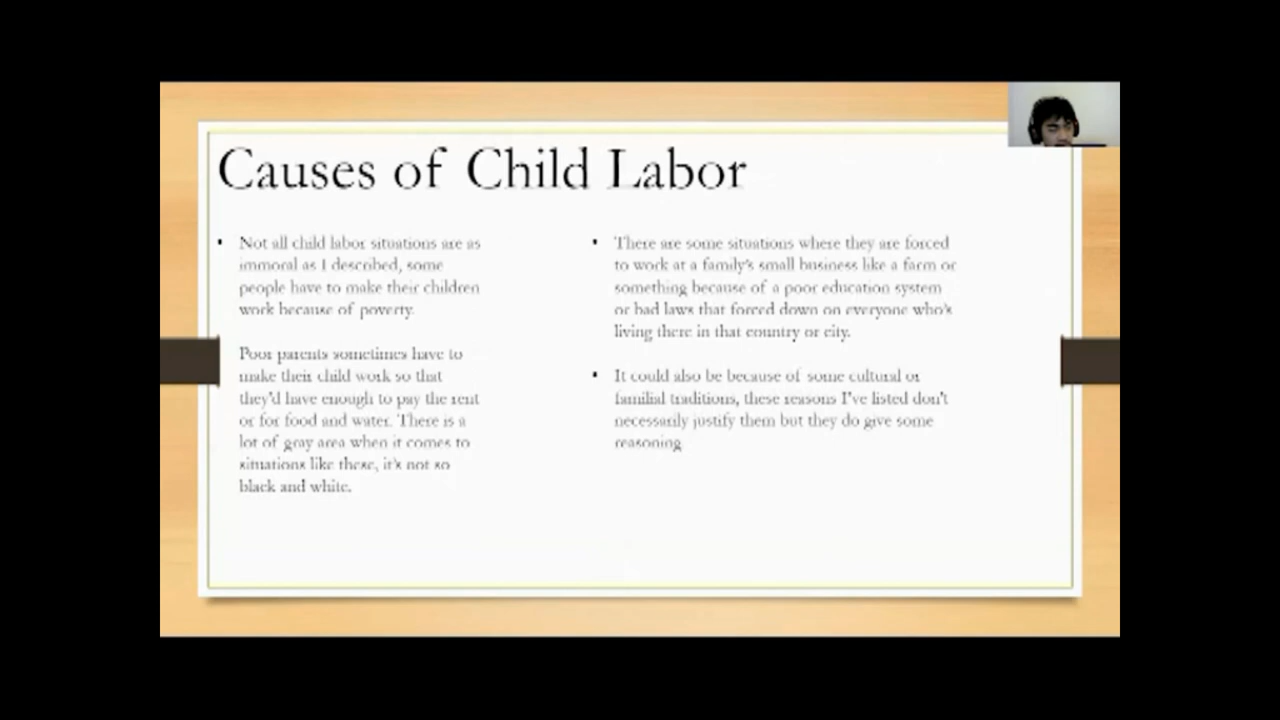 Causes of Child Labor
▪ Not all child labor situations are as
immoral as I described, some
people have to make their children
work because of poverty.
Poor parents sometimes have to
make their child work so that
they'd have enough to pay the rent
or for food and water. There is a
lot of gray area when it comes to
situations like these, it's not so
black and white.
▪ There are some situations where they are forced
to work at a family's small business like a farm or
something because of a poor education system
or bad laws that forced down on everyone who's
living there in that country or city.
▪ It could also be because of some cultural or
familial traditions, these reasons I've listed don't
necessarily justify them but they do give some
reasoning